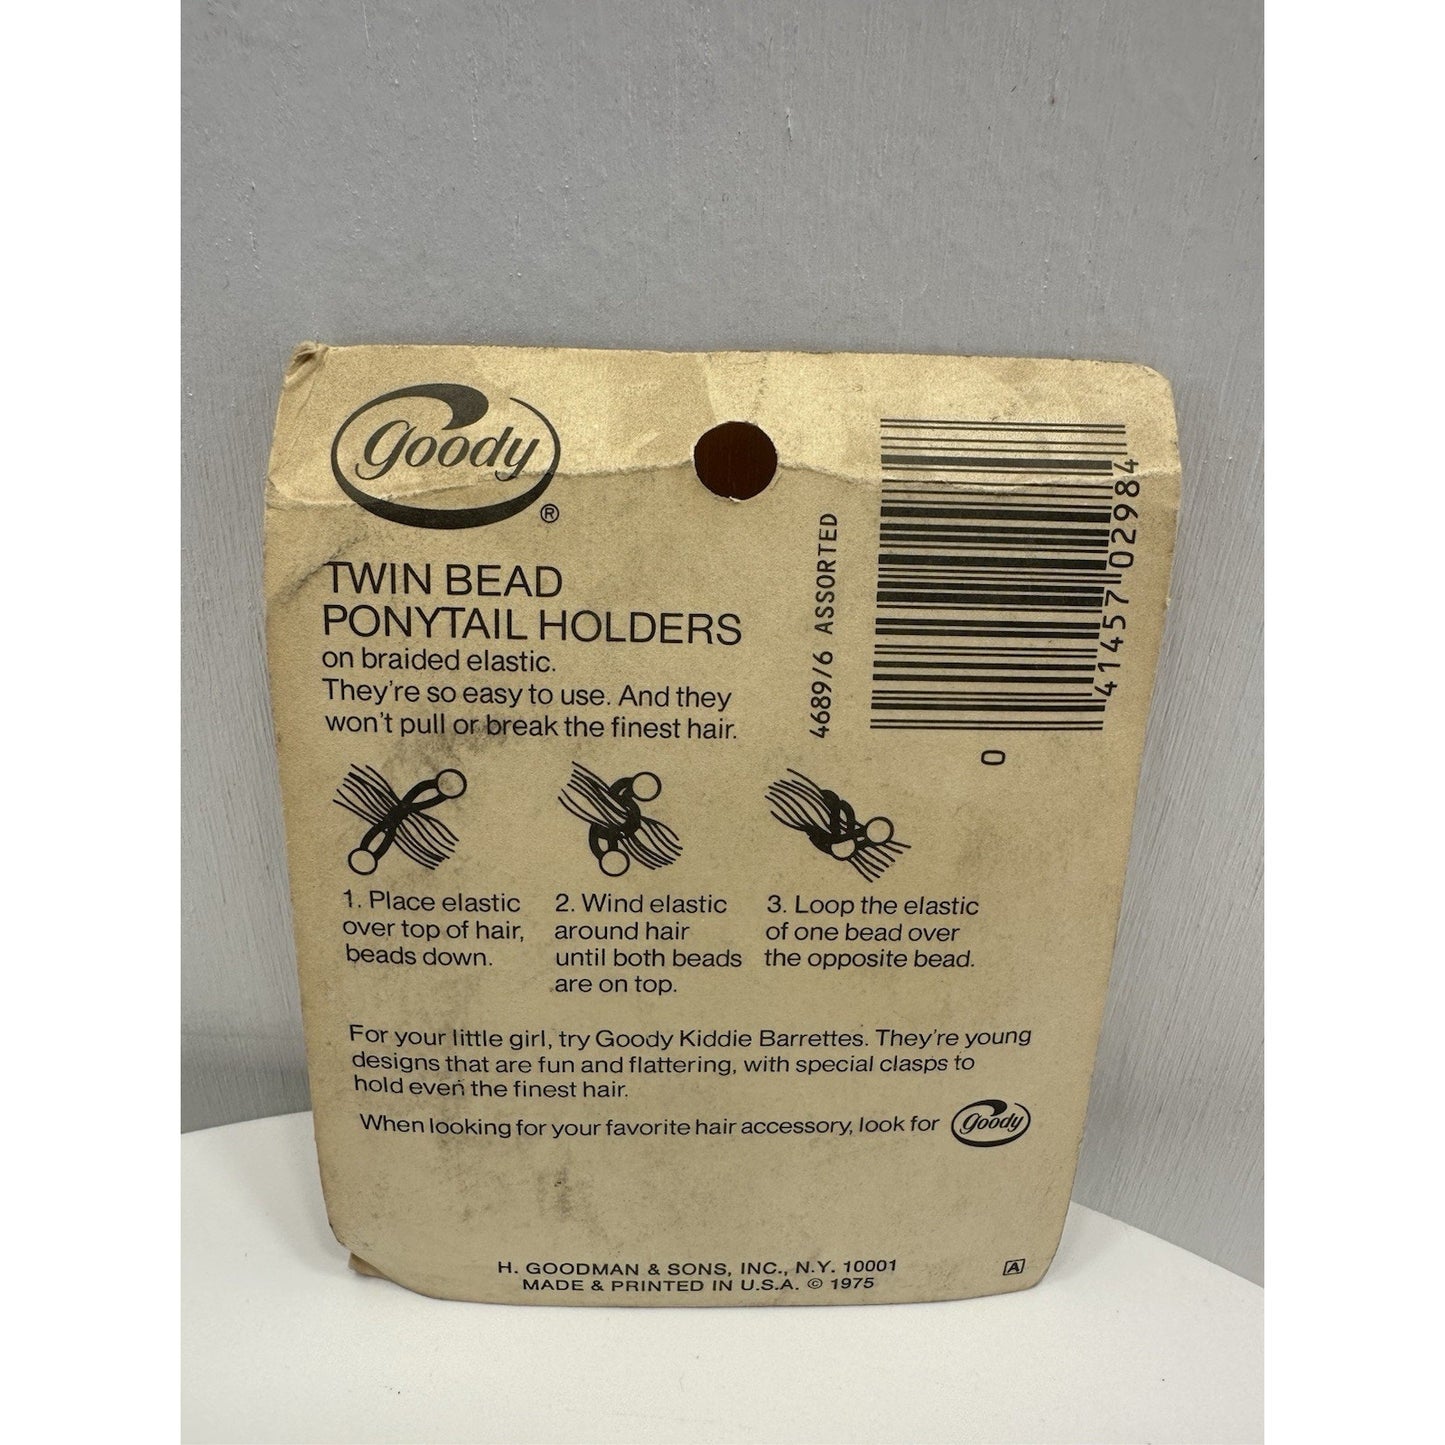 goody
®
TWIN BEAD
PONYTAIL HOLDERS
on braided elastic.
They're so easy to use. And they
won't pull or break the finest hair.
4689/6 ASSORTED
0 41457 02984
1. Place elastic
over top of hair,
beads down.
2. Wind elastic
around hair
until both beads
are on top.
3. Loop the elastic
of one bead over
the opposite bead.
For your little girl, try Goody Kiddie Barrettes. They're young
designs that are fun and flattering, with special clasps to
hold even the finest hair.
When looking for your favorite hair accessory, look for goody
H. GOODMAN & SONS, INC., N.Y. 10001
MADE & PRINTED IN U.S.A. © 1975
A